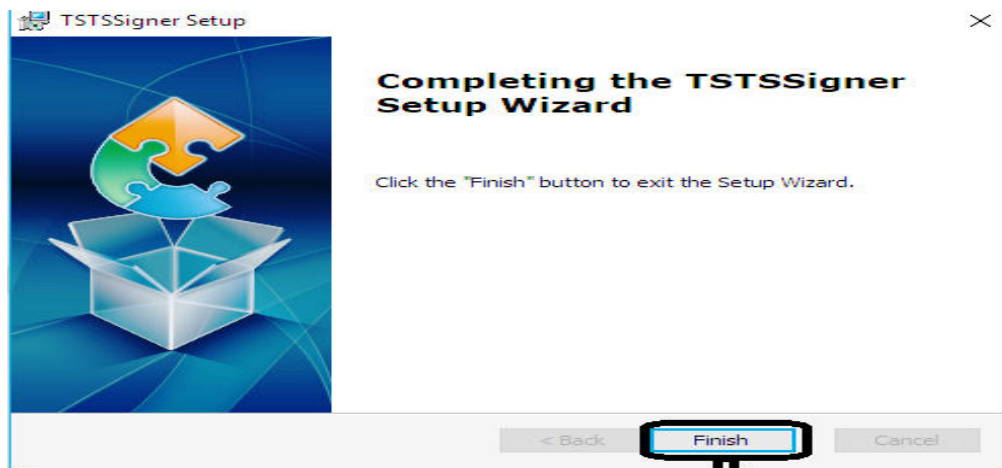 TSTSSigner Setup
Completing the TSTSSigner
Setup Wizard
Click the "Finish" button to exit the Setup Wizard.
< Back
Finish
Cancel